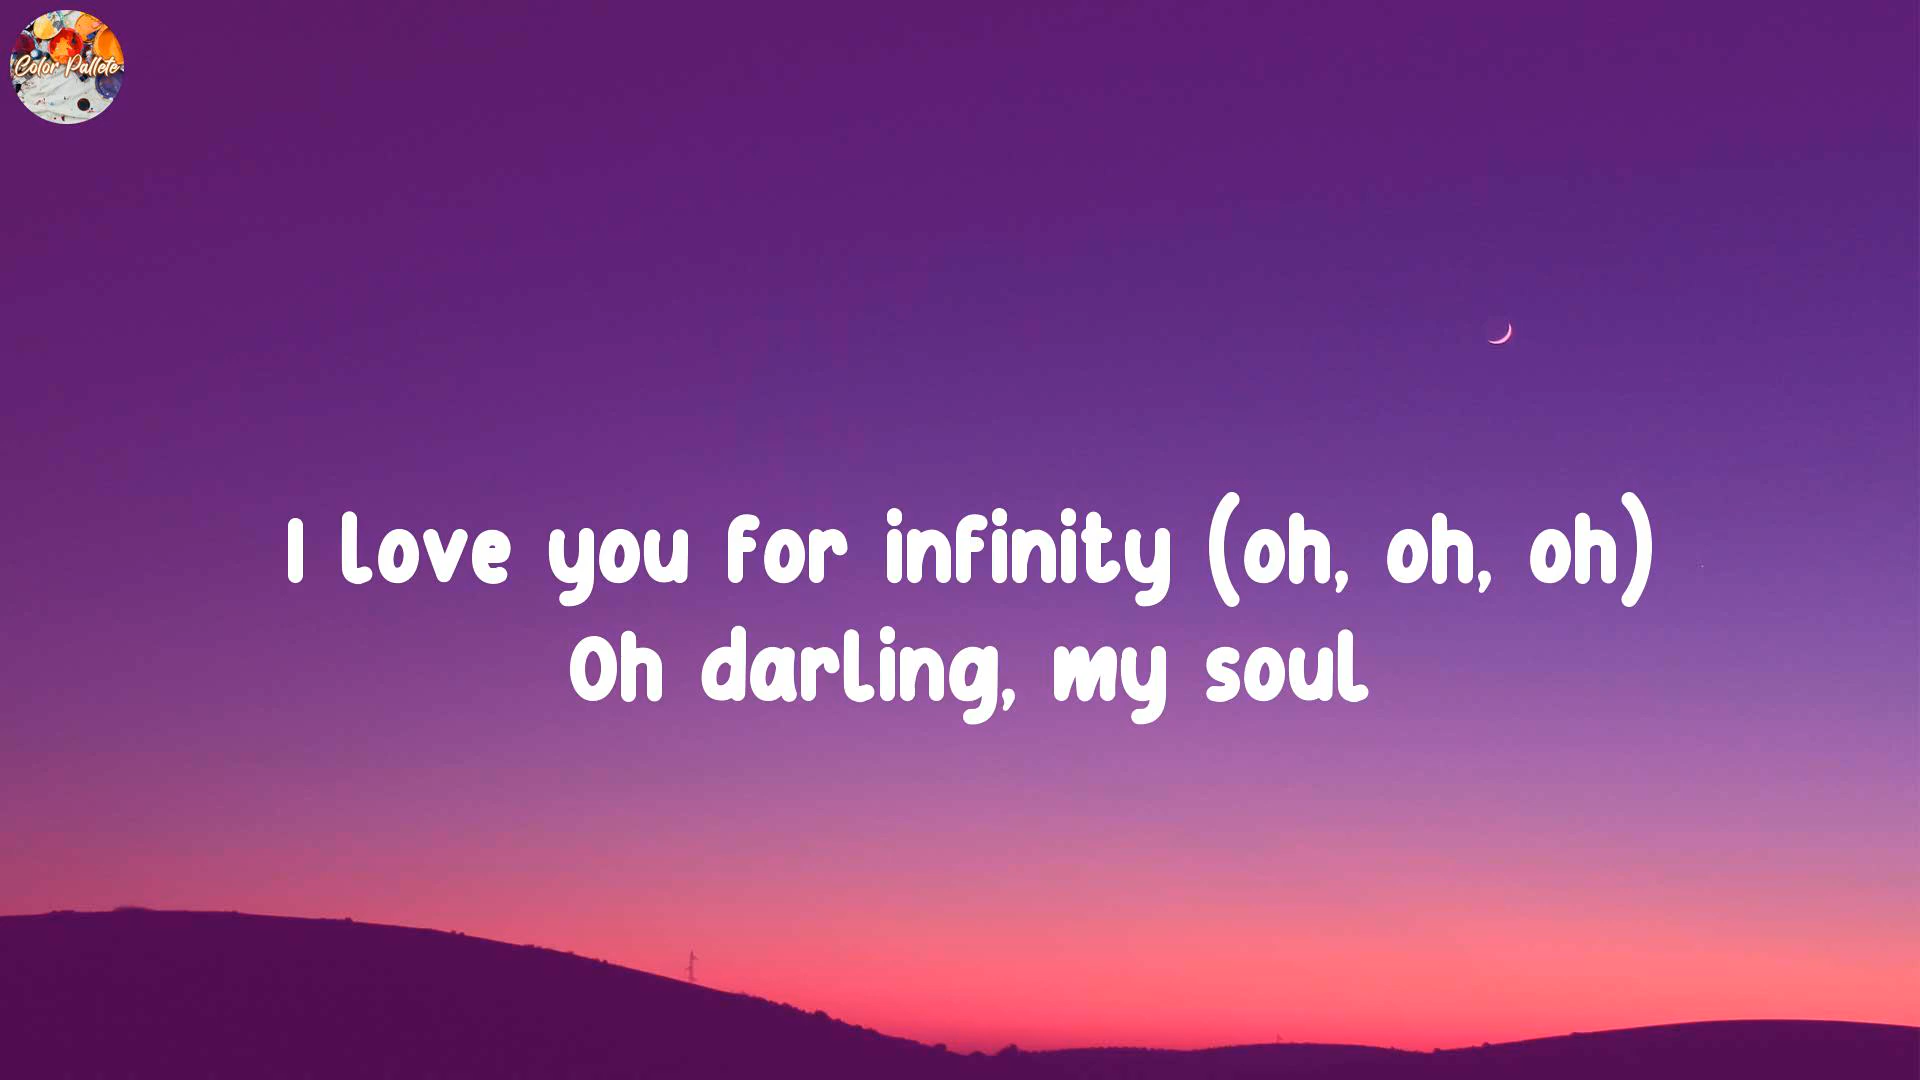 Color Pallete
I love you for infinity (oh, oh, oh)
Oh darling, my soul